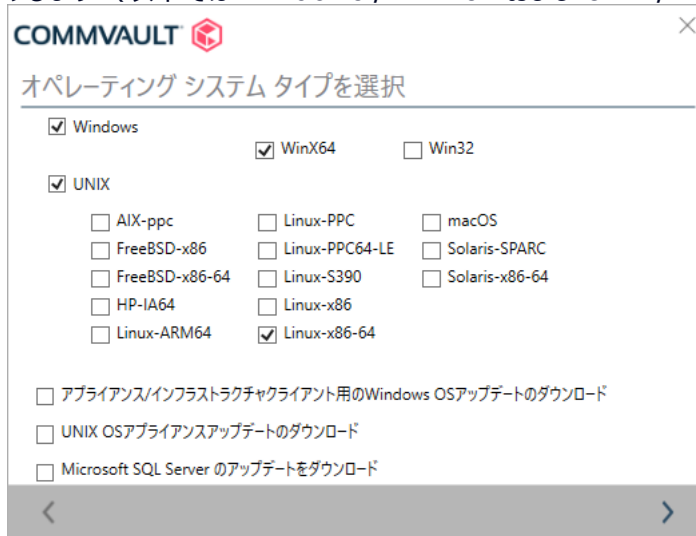 COMMVAULT
オペレーティング システム タイプを選択
Windows
WinX64 Win32
UNIX
AIX-ppc Linux-PPC macOS
FreeBSD-x86 Linux-PPC64-LE Solaris-SPARC
FreeBSD-x86-64 Linux-S390 Solaris-x86-64
HP-IA64 Linux-x86
Linux-ARM64 Linux-x86-64
アプライアンス/インフラストラクチャクライアント用のWindows OSアップデートのダウンロード
UNIX OSアプライアンスアップデートのダウンロード
Microsoft SQL Server のアップデートをダウンロード